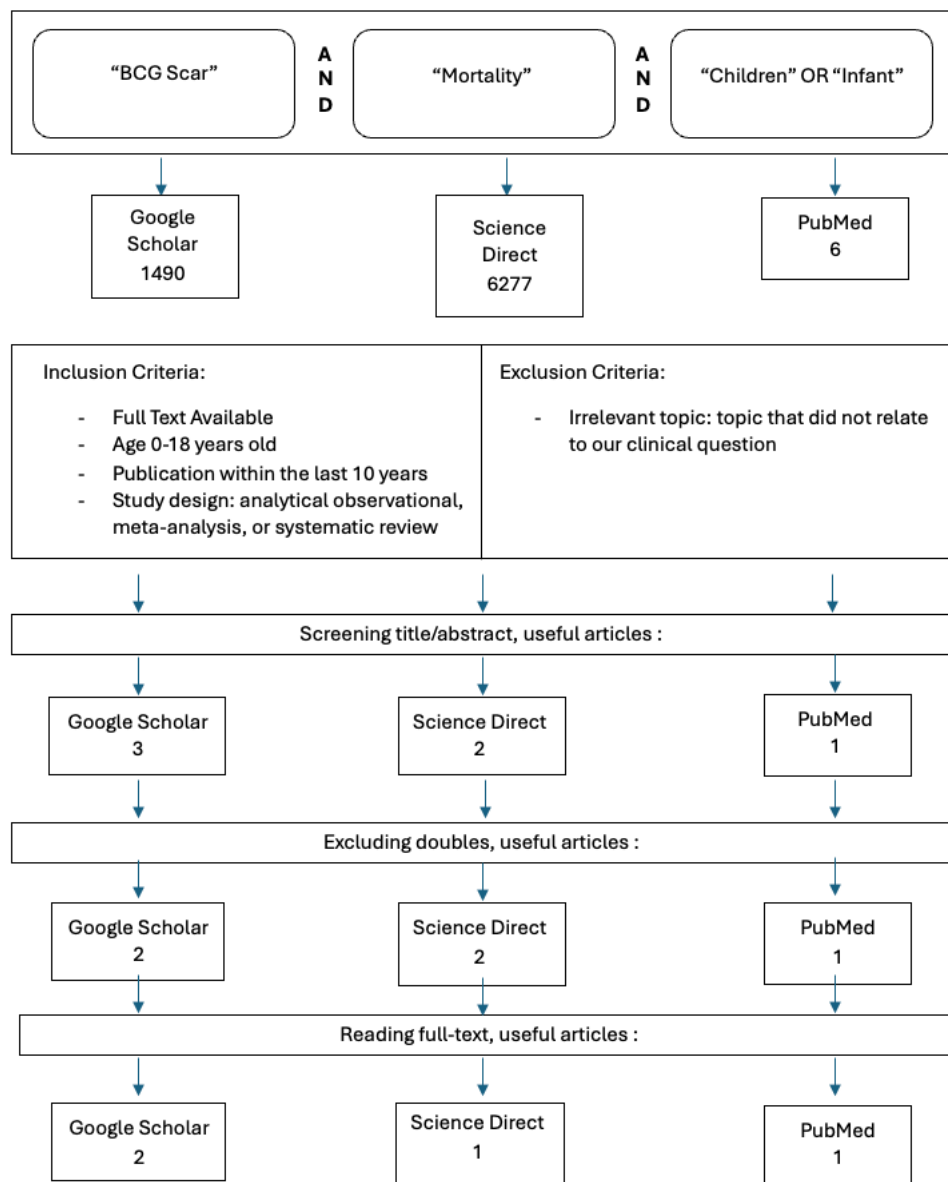 “BCG Scar”
A
N
D
“Mortality”
A
N
D
“Children” OR “Infant”
Google
Scholar
1490
Science
Direct
6277
PubMed
6
Inclusion Criteria:
- Full Text Available
- Age 0-18 years old
- Publication within the last 10 years
- Study design: analytical observational,
meta-analysis, or systematic review
Exclusion Criteria:
- Irrelevant topic: topic that did not relate
to our clinical question
Screening title/abstract, useful articles :
Google Scholar
3
Science Direct
2
PubMed
1
Excluding doubles, useful articles :
Google Scholar
2
Science Direct
2
PubMed
1
Reading full-text, useful articles :
Google Scholar
2
Science Direct
1
PubMed
1